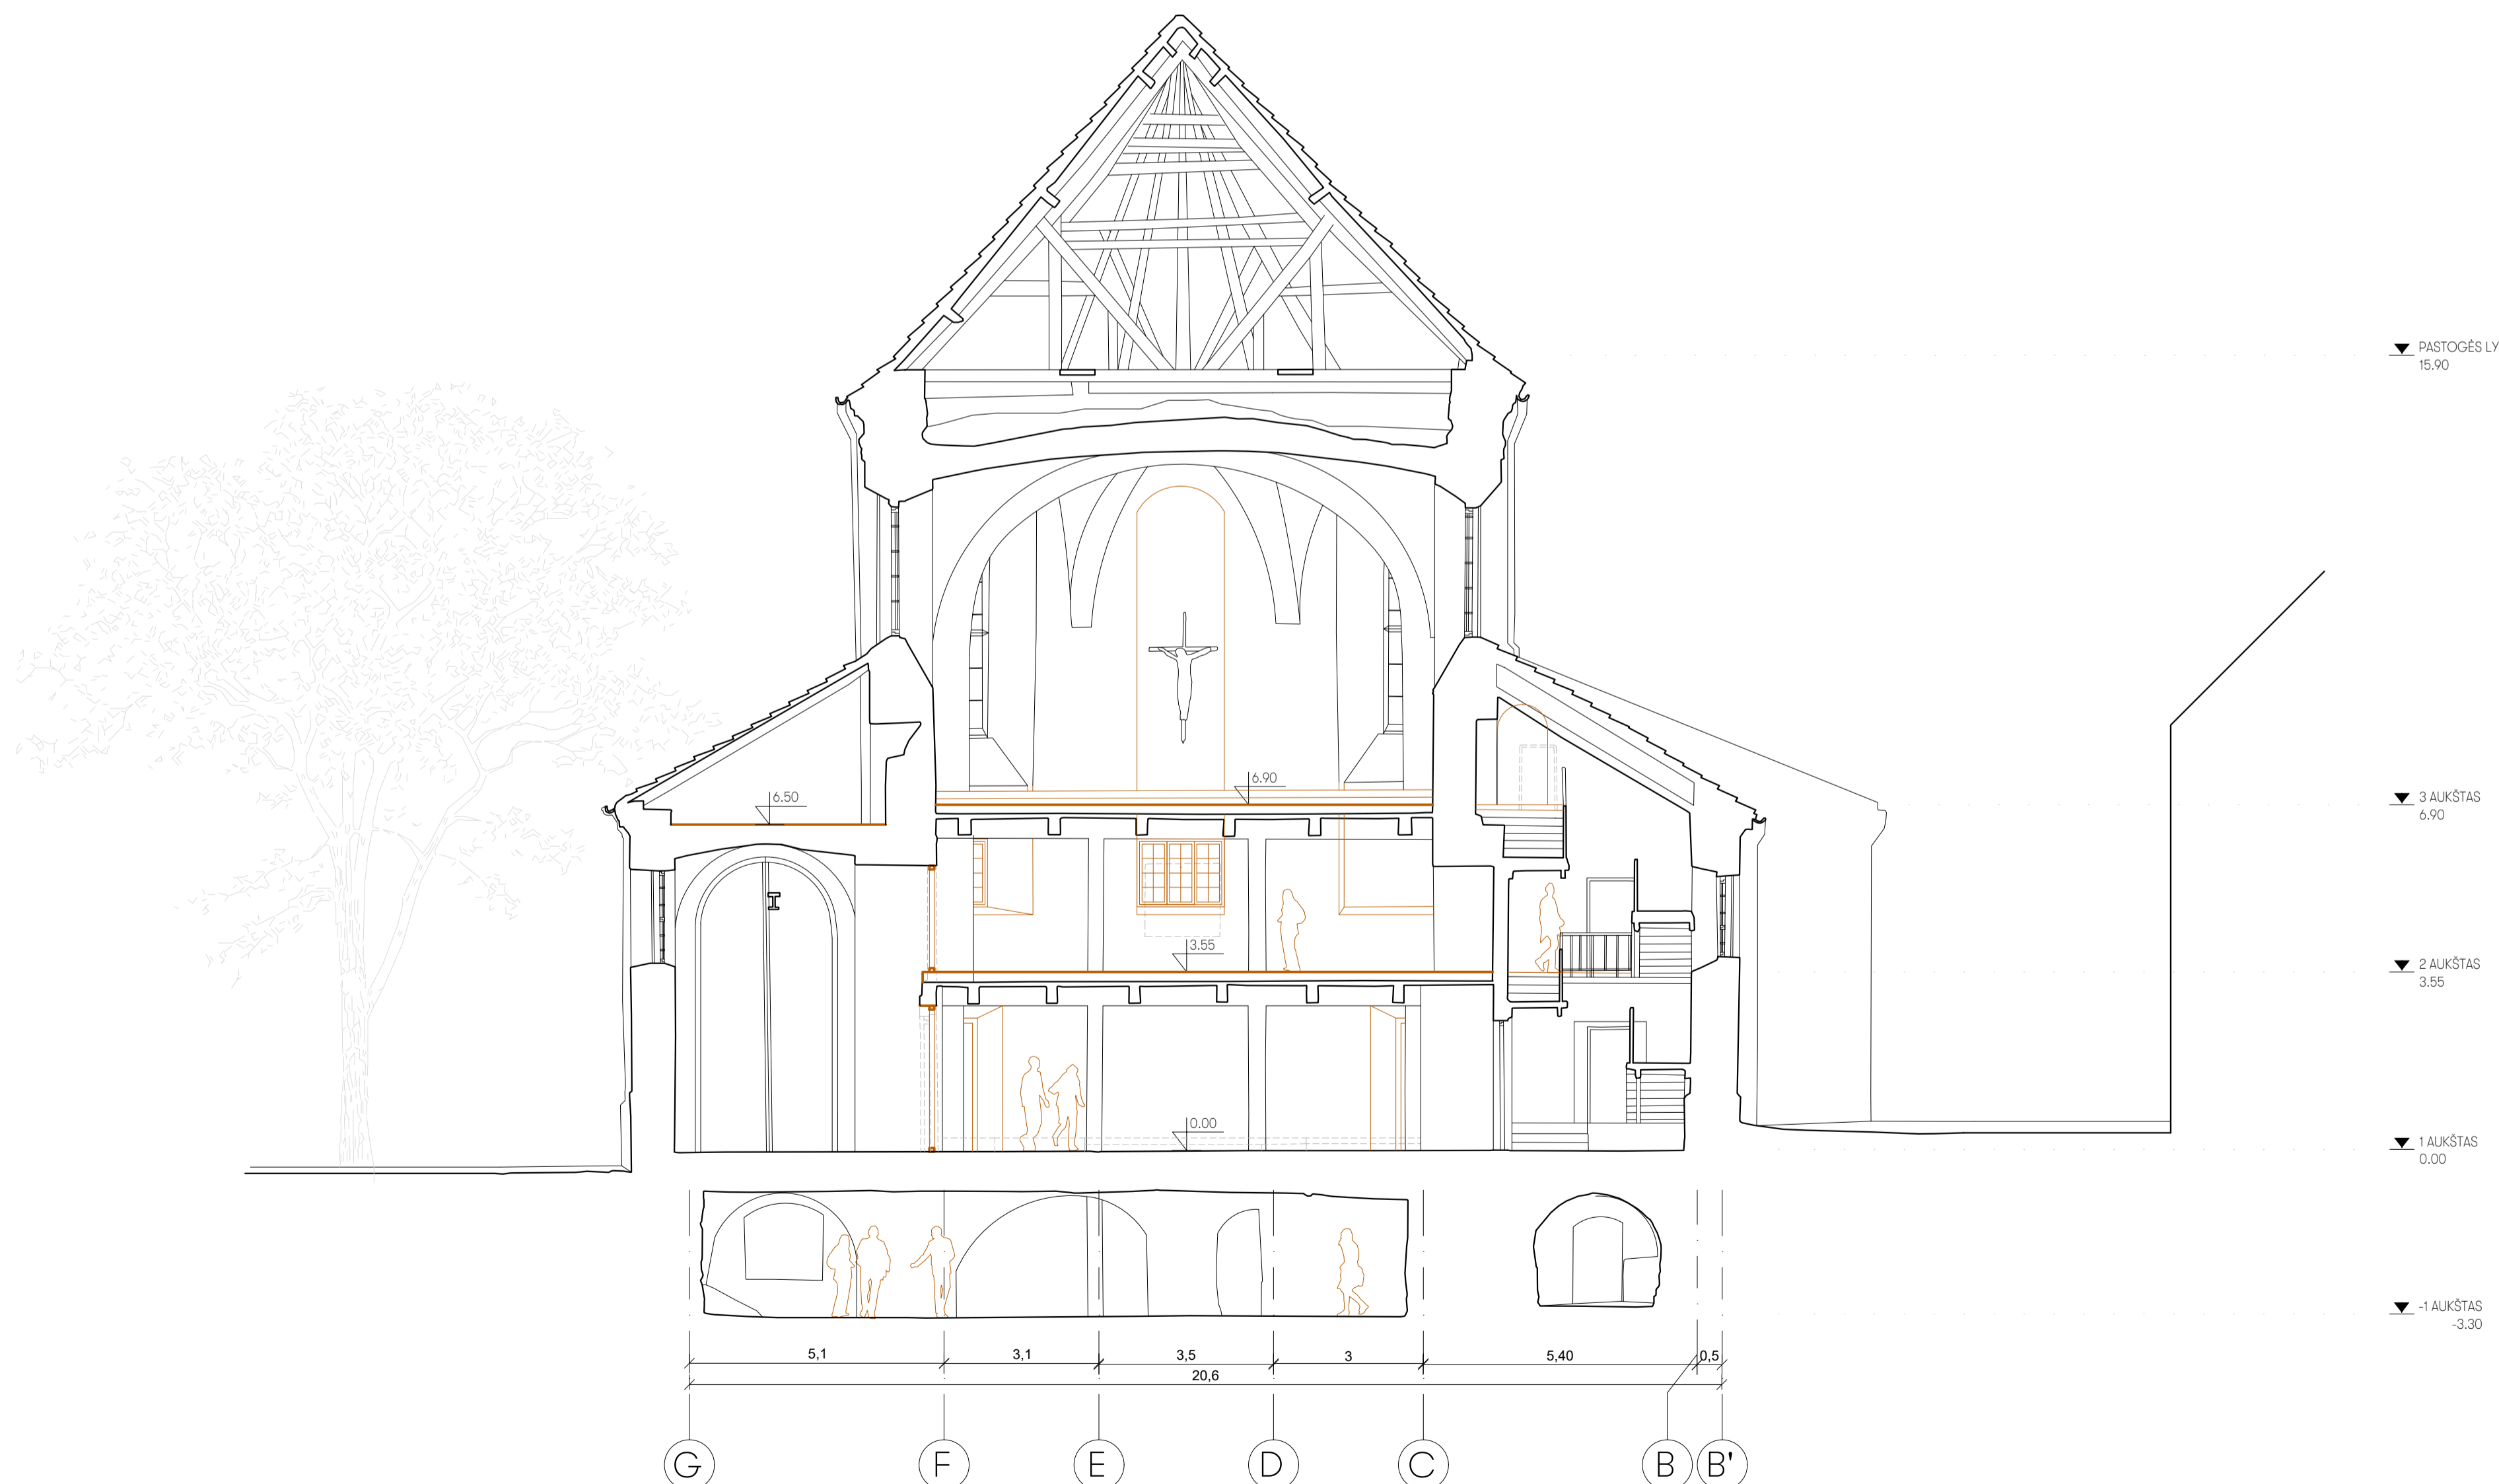 PASTOGĖS LY
15.90
6.90
6.50
3 AUKŠTAS
6.90
3.55
2 AUKŠTAS
3.55
0.00
1 AUKŠTAS
0.00
-1 AUKŠTAS
-3.30
5,1
3,1
3,5
3
5,40
0,5
20,6
G
F
E
D
C
B
B'